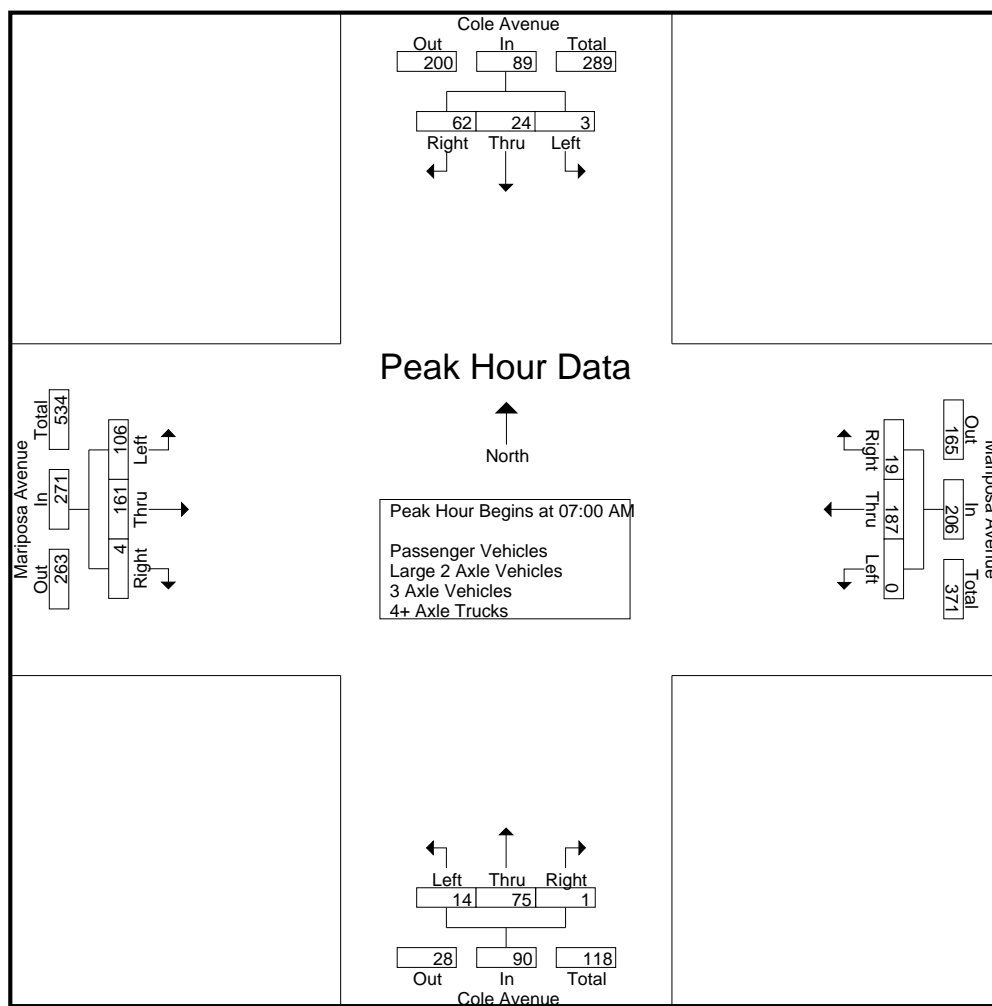 Cole Avenue
Out In Total
200 89 289
62 24 3
Right Thru Left
Peak Hour Data
North
Peak Hour Begins at 07:00 AM
Passenger Vehicles
Large 2 Axle Vehicles
3 Axle Vehicles
4+ Axle Trucks
Mariposa Avenue
Out In Total
263 271 534
4 161 106
Right Thru Left
Mariposa Avenue
Out In Total
165 206 371
19 187 0
Right Thru Left
Left Thru Right
14 75 1
28 90 118
Out In Total
Cole Avenue